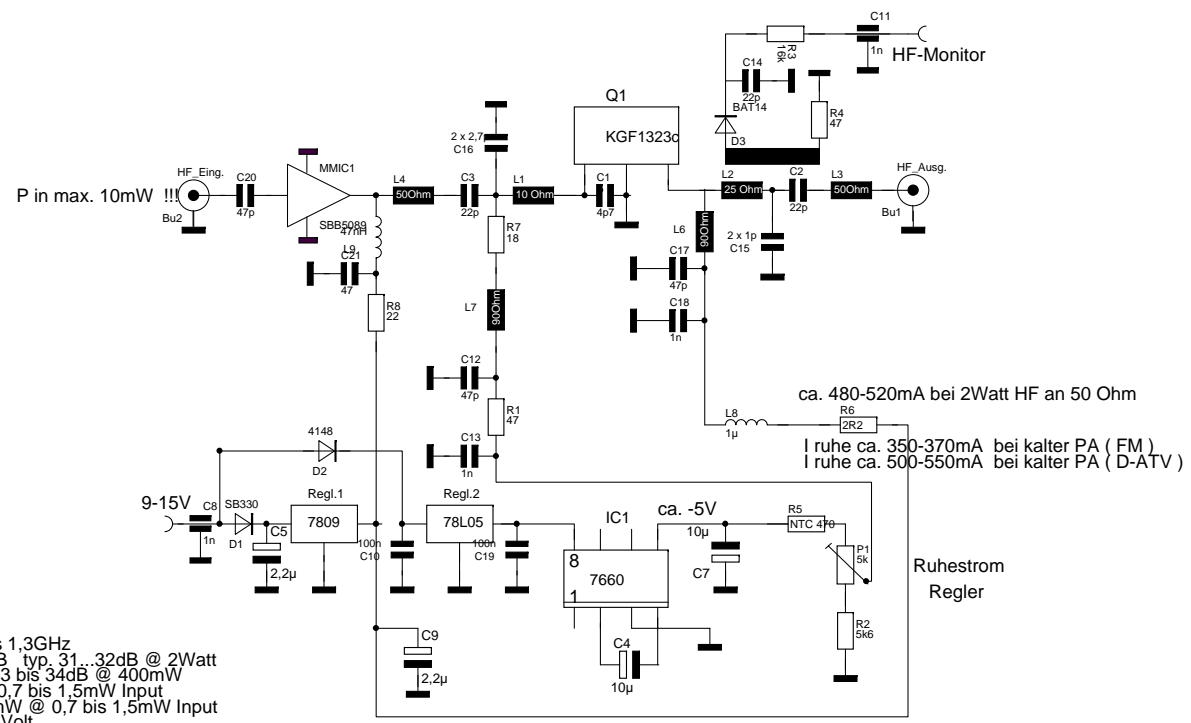 C11
1n
HF-Monitor
R3
16k
C14
22p
BAT14
D3
R4
47
Q1
KGF1323c
2 x 2,7p
C16
P in max. 10mW !!!
HF_Eing.
Bu2
C20
47p
MMIC1
SBB5089
47nH
L9
L4
50Ohm
C3
22p
L1
10 Ohm
C1
4p7
L2
25 Ohm
C2
22p
L3
50Ohm
HF_Ausg.
Bu1
2 x 1p
C15
L6
90Ohm
C17
47p
C18
1n
R7
18
C21
47
R8
22
L7
90Ohm
C12
47p
R1
47
C13
1n
L8
1µ
ca. 480-520mA bei 2Watt HF an 50 Ohm
R6
2R2
I ruhe ca. 350-370mA bei kalter PA ( FM )
I ruhe ca. 500-550mA bei kalter PA ( D-ATV )
4148
D2
9-15V
C8
1n
SB330
D1
C5
2,2µ
Regl.1
7809
100n
C10
Regl.2
78L05
100n
C19
IC1
8
7660
1
ca. -5V
10µ
C7
R5
NTC 470
P1
5k
Ruhestrom
Regler
R2
5k6
C4
10µ
C9
2,2µ
s 1,3GHz
B typ. 31...32dB @ 2Watt
3 bis 34dB @ 400mW
0,7 bis 1,5mW Input
nW @ 0,7 bis 1,5mW Input
Volt